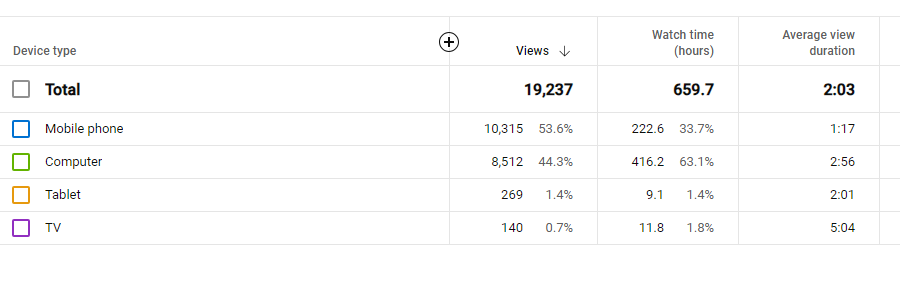 Device type Views Watch time (hours) Average view duration
Total 19,237 659.7 2:03
Mobile phone 10,315 53.6% 222.6 33.7% 1:17
Computer 8,512 44.3% 416.2 63.1% 2:56
Tablet 269 1.4% 9.1 1.4% 2:01
TV 140 0.7% 11.8 1.8% 5:04